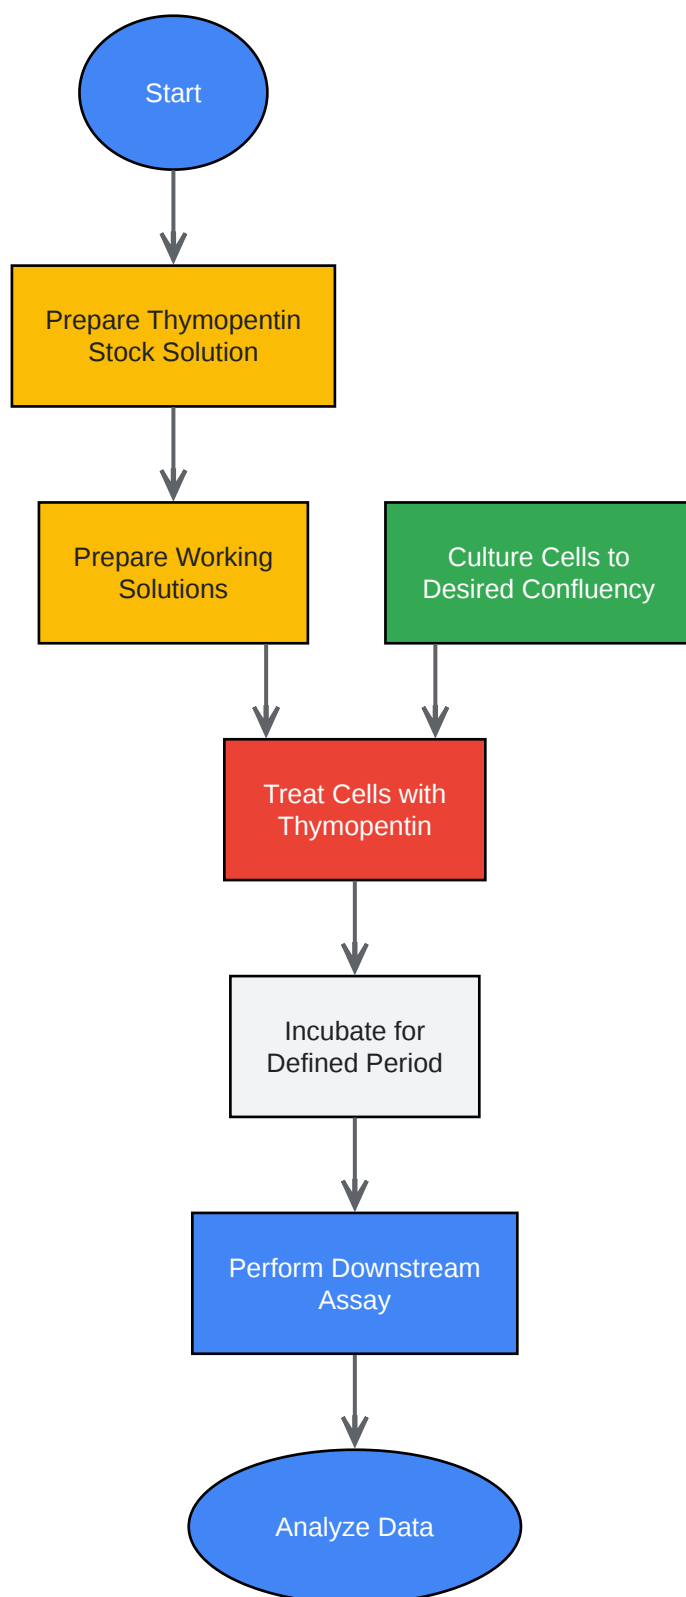 Start
Prepare Thymopentin
Stock Solution
Prepare Working
Solutions
Culture Cells to
Desired Confluency
Treat Cells with
Thymopentin
Incubate for
Defined Period
Perform Downstream
Assay
Analyze Data